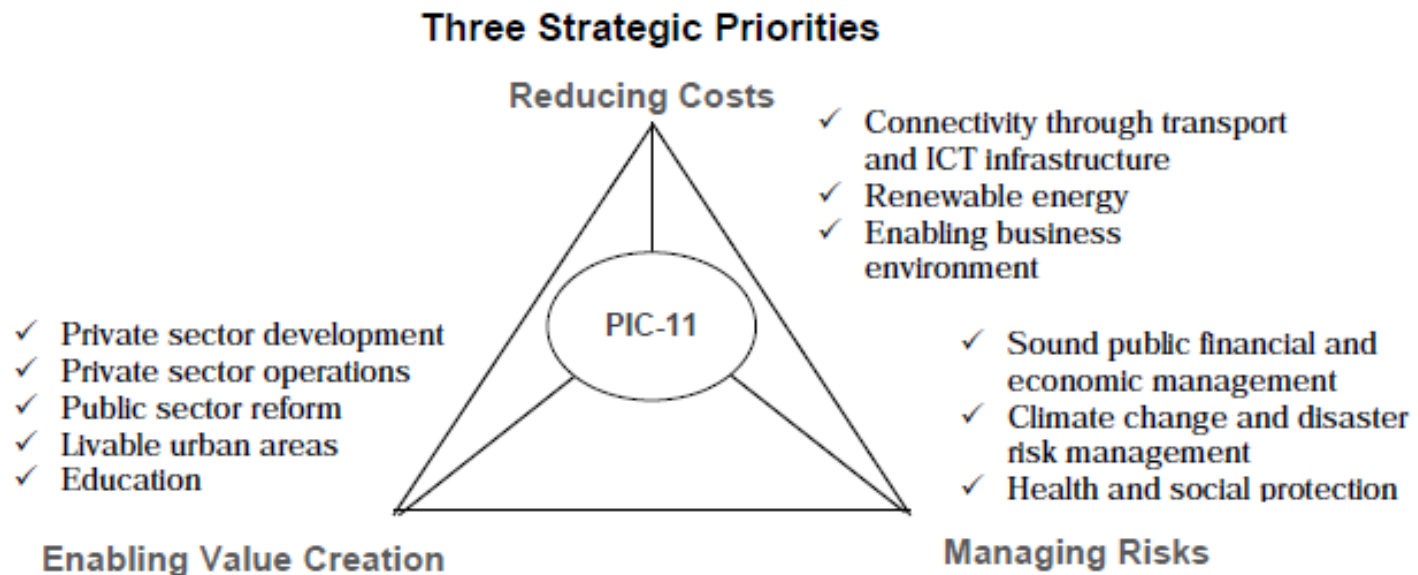 Three Strategic Priorities
Reducing Costs
✓ Connectivity through transport
and ICT infrastructure
✓ Renewable energy
✓ Enabling business
environment
PIC-11
✓ Private sector development
✓ Private sector operations
✓ Public sector reform
✓ Livable urban areas
✓ Education
✓ Sound public financial and
economic management
✓ Climate change and disaster
risk management
✓ Health and social protection
Enabling Value Creation
Managing Risks